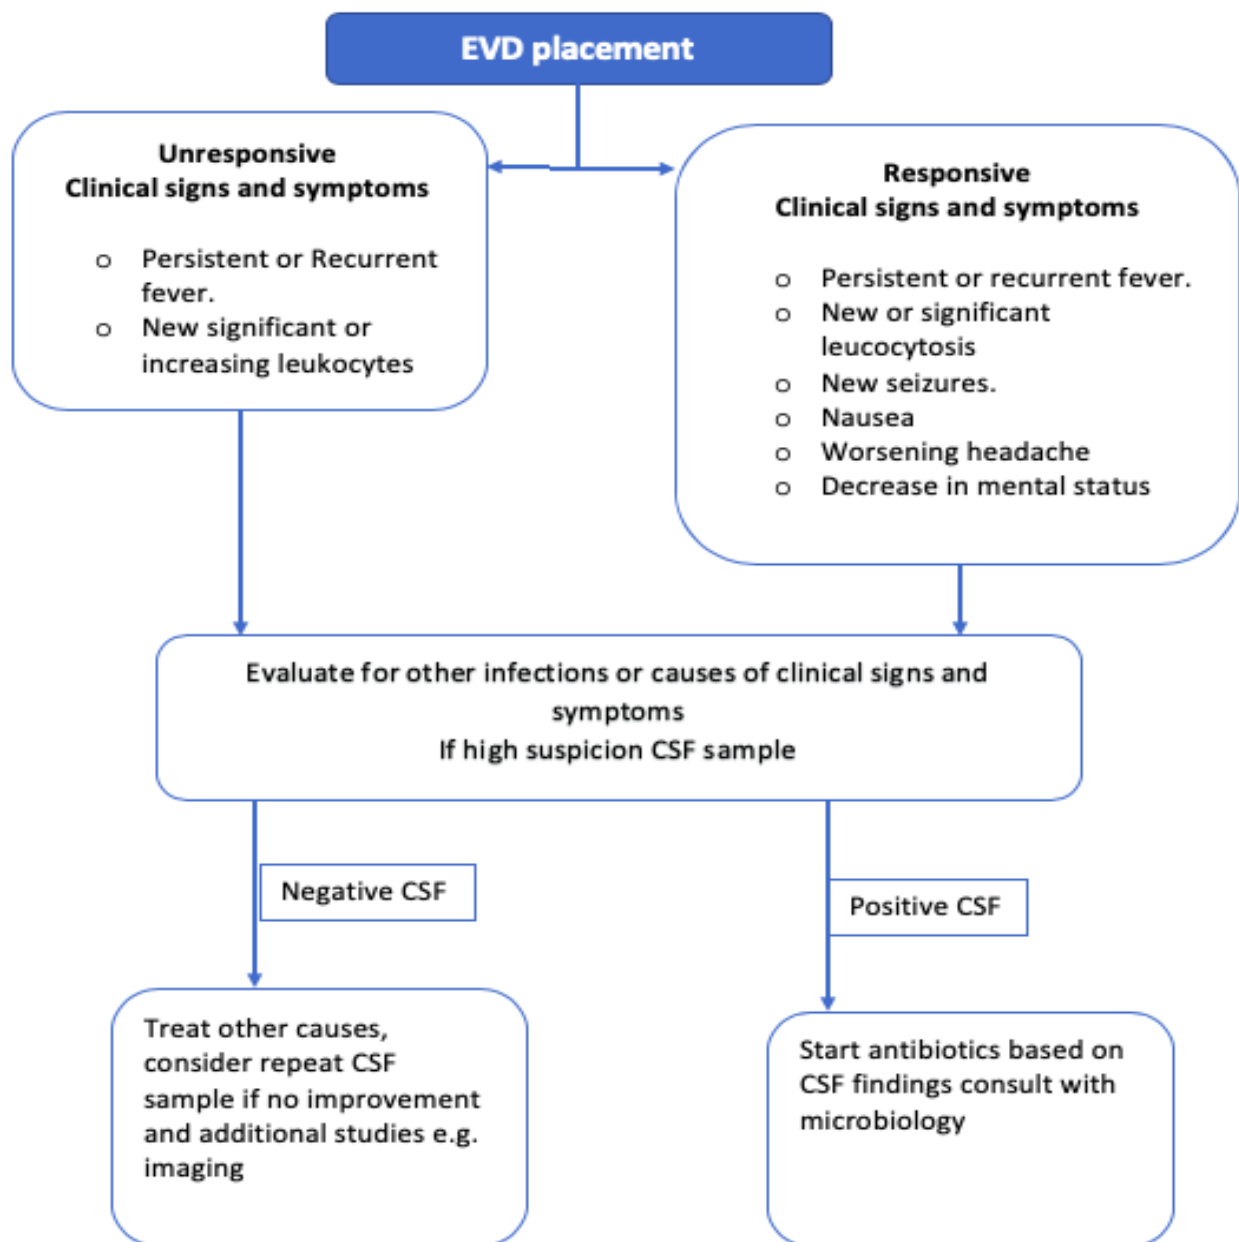 EVD placement
Unresponsive
Clinical signs and symptoms
o Persistent or Recurrent
fever.
o New significant or
increasing leukocytes
Responsive
Clinical signs and symptoms
o Persistent or recurrent fever.
o New or significant
leucocytosis
o New seizures.
o Nausea
o Worsening headache
o Decrease in mental status
Evaluate for other infections or causes of clinical signs and
symptoms
If high suspicion CSF sample
Negative CSF
Positive CSF
Treat other causes,
consider repeat CSF
sample if no improvement
and additional studies e.g.
imaging
Start antibiotics based on
CSF findings consult with
microbiology